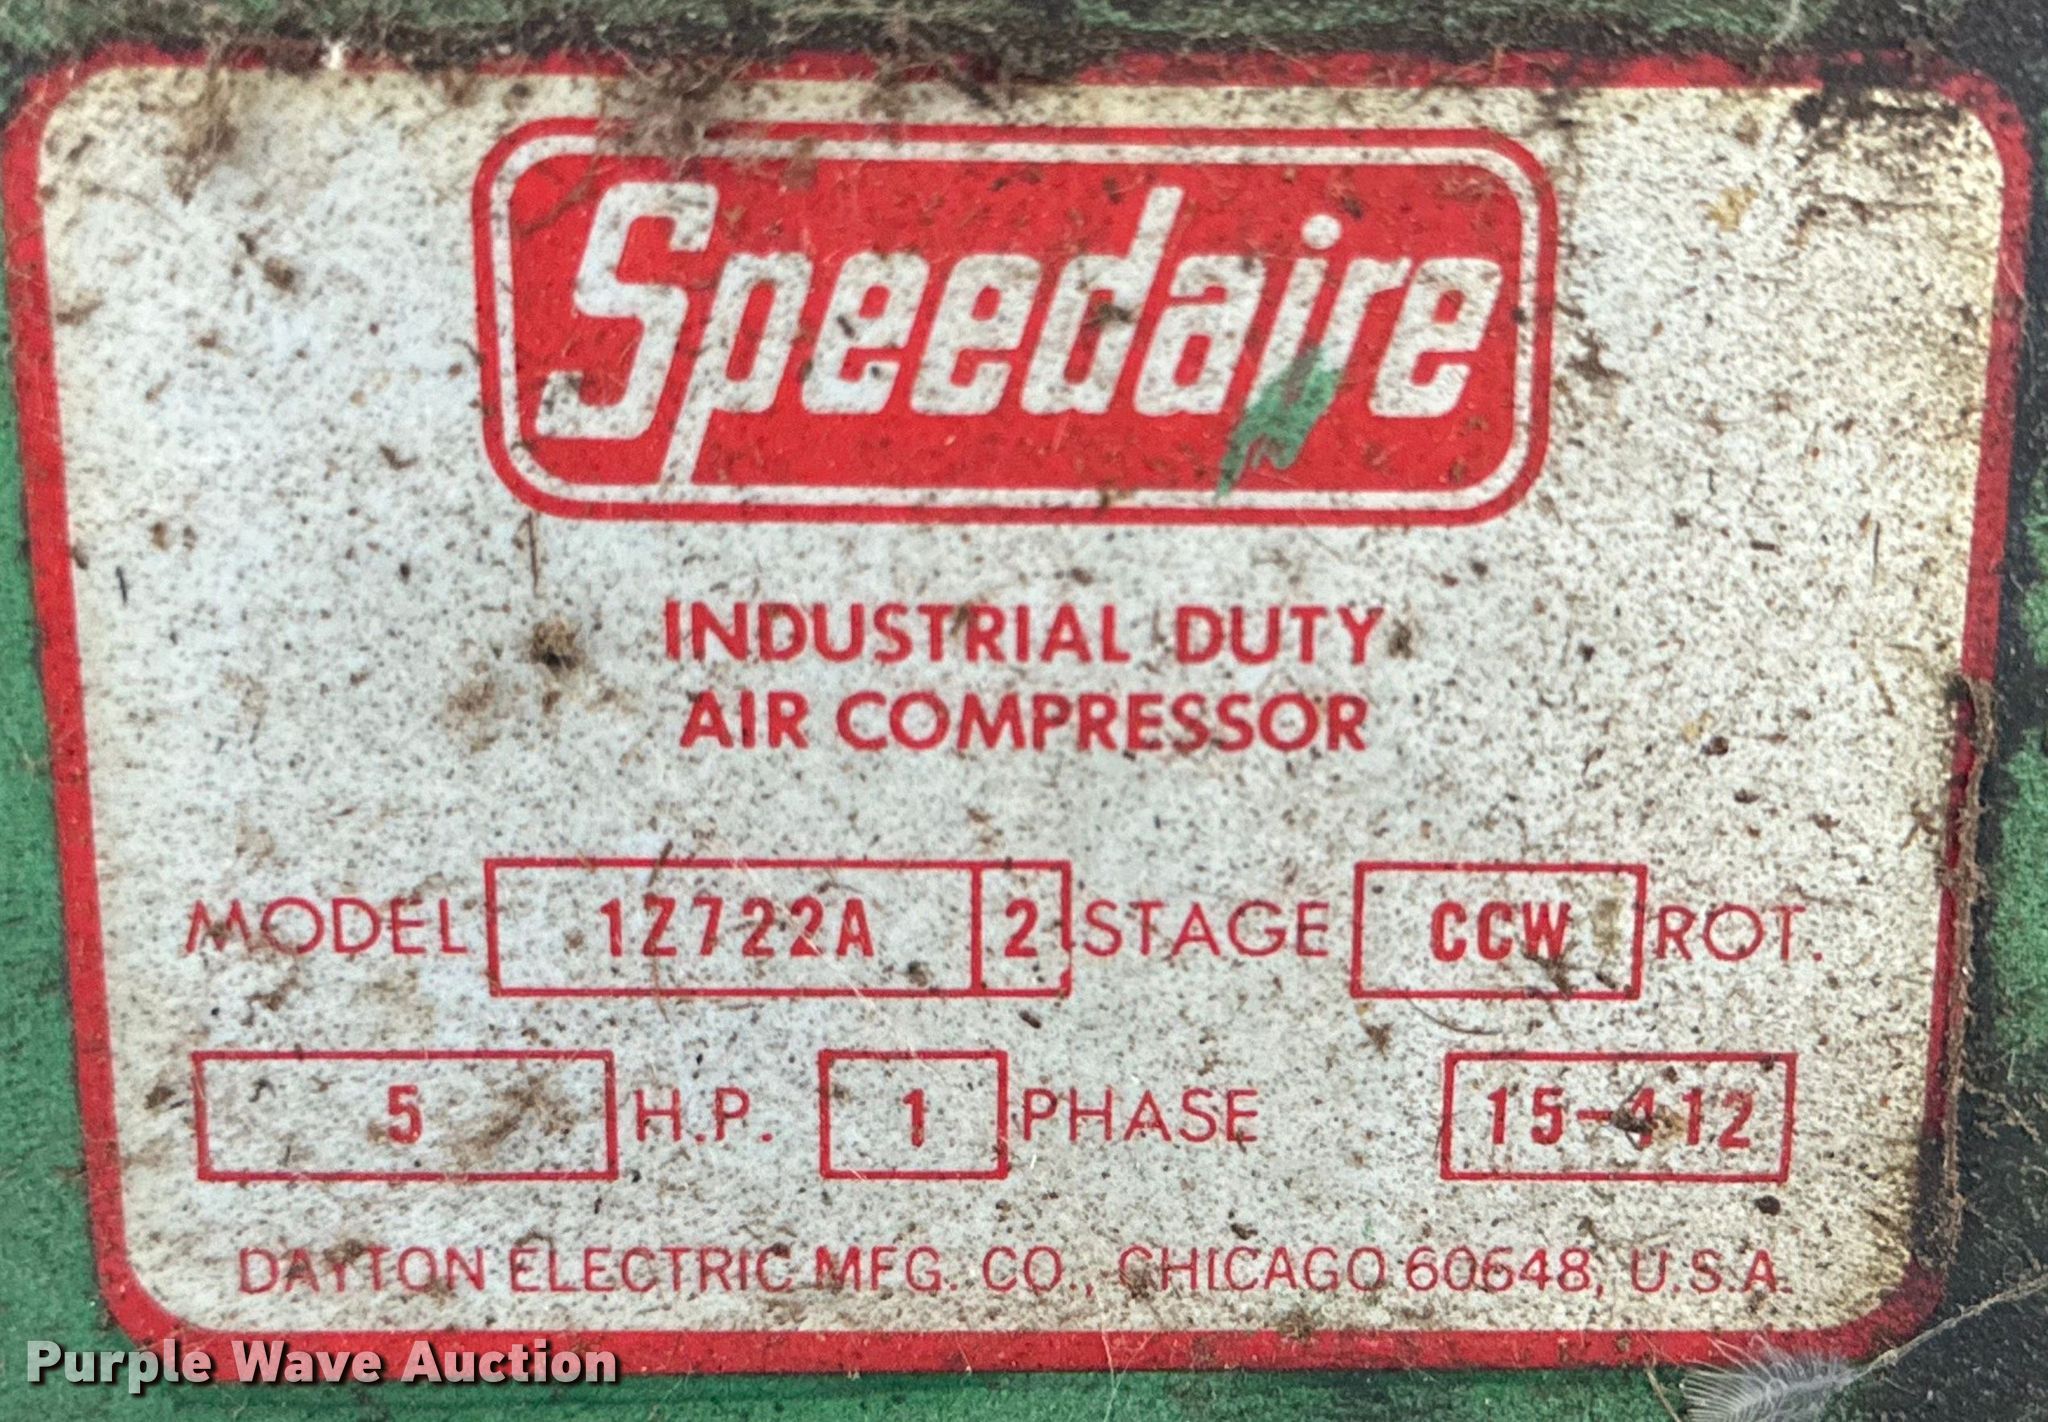 Speedaire
INDUSTRIAL DUTY
AIR COMPRESSOR
MODEL 1Z722A 2 STAGE CCW ROT.
5 H.P. 1 PHASE
DAYTON ELECTRIC MFG. CO., CHICAGO 60648, U.S.A.
Purple Wave Auction